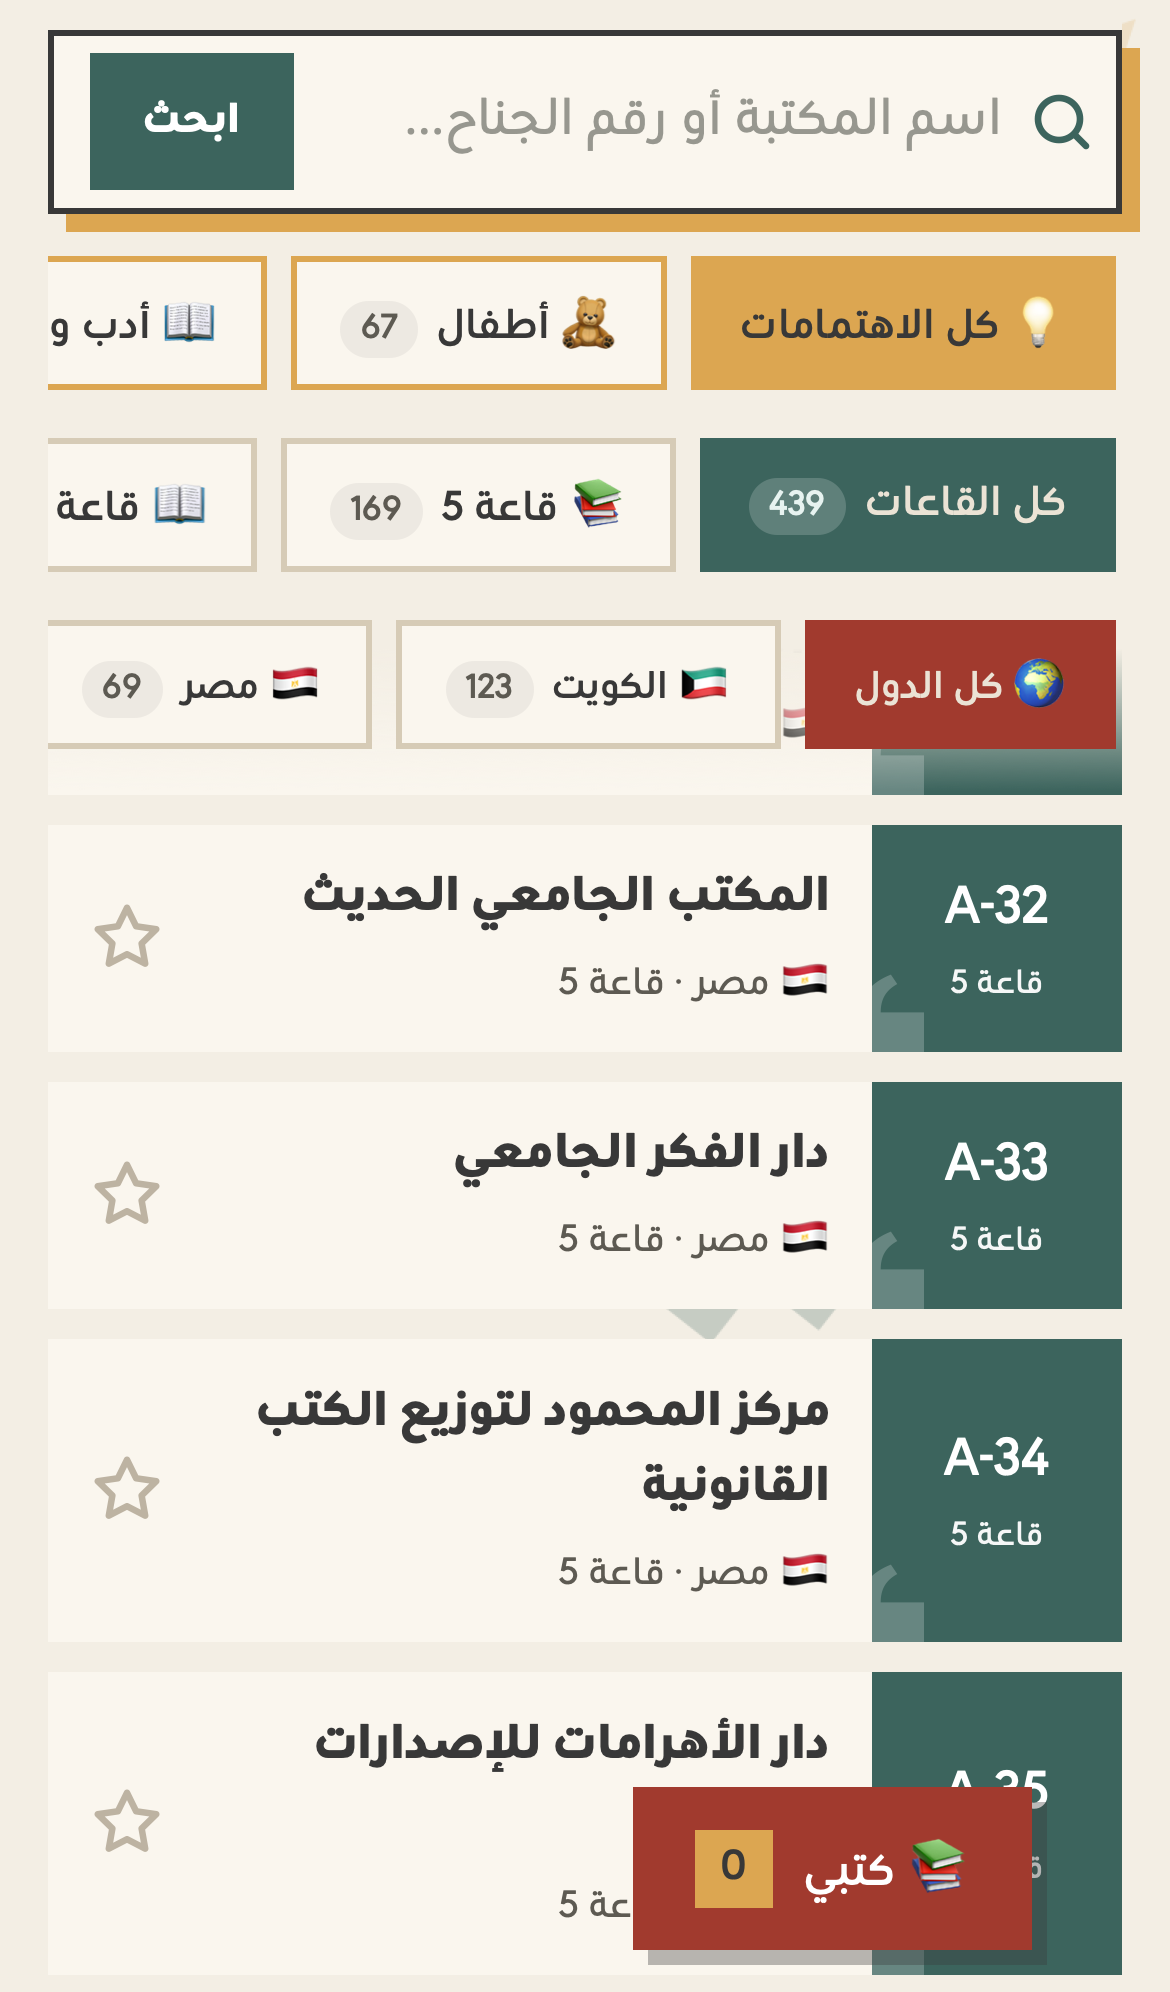 اسم المكتبة أو رقم الجناح...
ابحث
كل الاهتمامات
أطفال 67
أدب و
كل القاعات 439
قاعة 5 169
قاعة
كل الدول
الكويت 123
مصر 69
A-32
قاعة 5
المكتب الجامعي الحديث
مصر · قاعة 5
A-33
قاعة 5
دار الفكر الجامعي
مصر · قاعة 5
A-34
قاعة 5
مركز المحمود لتوزيع الكتب
القانونية
مصر · قاعة 5
A-35
دار الأهرامات للإصدارات
5
كتبي 0